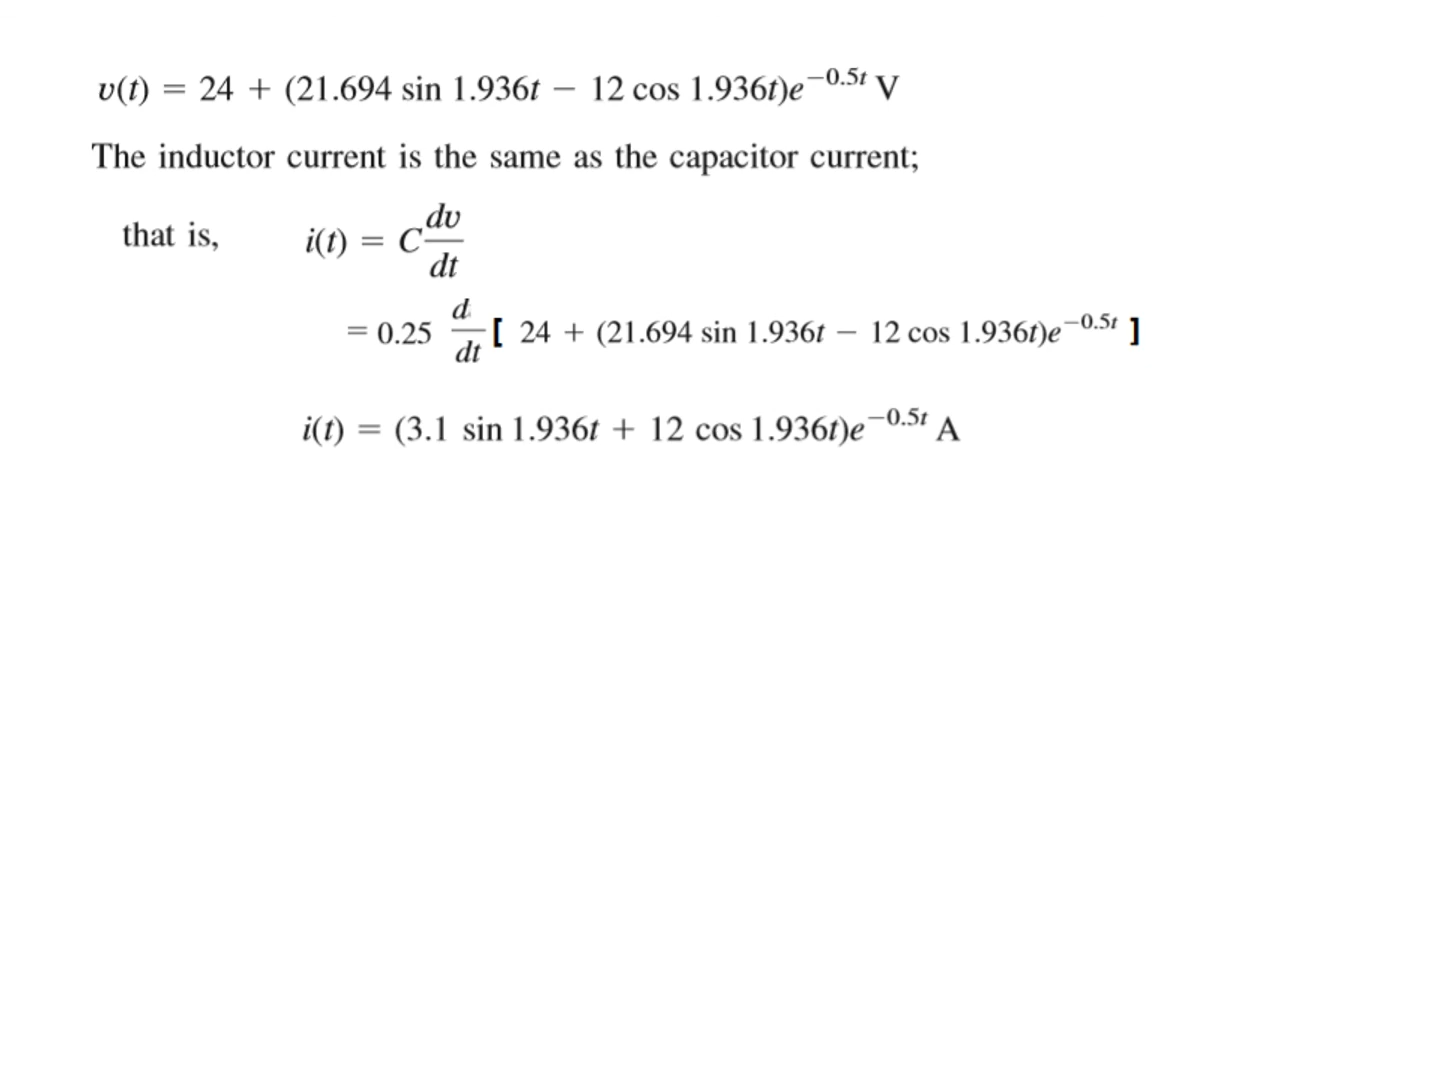 v(t) = 24 + (21.694 sin 1.936t − 12 cos 1.936t)e^−0.5t V
The inductor current is the same as the capacitor current;
that is, i(t) = C dv/dt
= 0.25 d/dt [ 24 + (21.694 sin 1.936t − 12 cos 1.936t)e^−0.5t ]
i(t) = (3.1 sin 1.936t + 12 cos 1.936t)e^−0.5t A